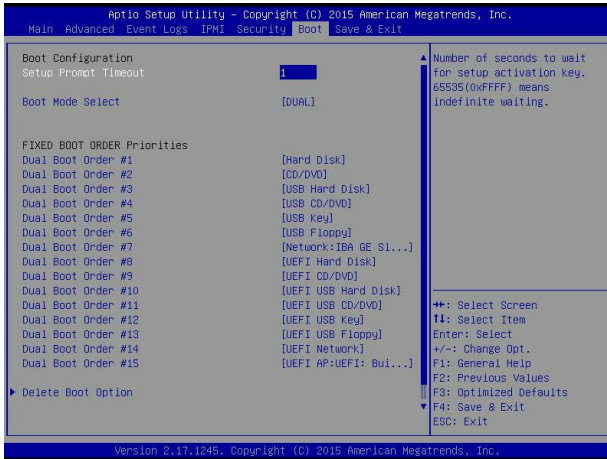 Aptio Setup Utility – Copyright (C) 2015 American Megatrends, Inc.
Main Advanced Event Logs IPMI Security Boot Save & Exit
Boot Configuration
Setup Prompt Timeout 1
Boot Mode Select [DUAL]
FIXED BOOT ORDER Priorities
Dual Boot Order #1 [Hard Disk]
Dual Boot Order #2 [CD/DVD]
Dual Boot Order #3 [USB Hard Disk]
Dual Boot Order #4 [USB CD/DVD]
Dual Boot Order #5 [USB Key]
Dual Boot Order #6 [USB Floppy]
Dual Boot Order #7 [Network:IBA GE Sl...]
Dual Boot Order #8 [UEFI Hard Disk]
Dual Boot Order #9 [UEFI CD/DVD]
Dual Boot Order #10 [UEFI USB Hard Disk]
Dual Boot Order #11 [UEFI USB CD/DVD]
Dual Boot Order #12 [UEFI USB Key]
Dual Boot Order #13 [UEFI USB Floppy]
Dual Boot Order #14 [UEFI Network]
Dual Boot Order #15 [UEFI AP:UEFI: Bui...]
Delete Boot Option
Number of seconds to wait
for setup activation key.
65535(0xFFFF) means
indefinite waiting.
→←: Select Screen
↑↓: Select Item
Enter: Select
+/-: Change Opt.
F1: General Help
F2: Previous Values
F3: Optimized Defaults
F4: Save & Exit
ESC: Exit
Version 2.17.1245. Copyright (C) 2015 American Megatrends, Inc.